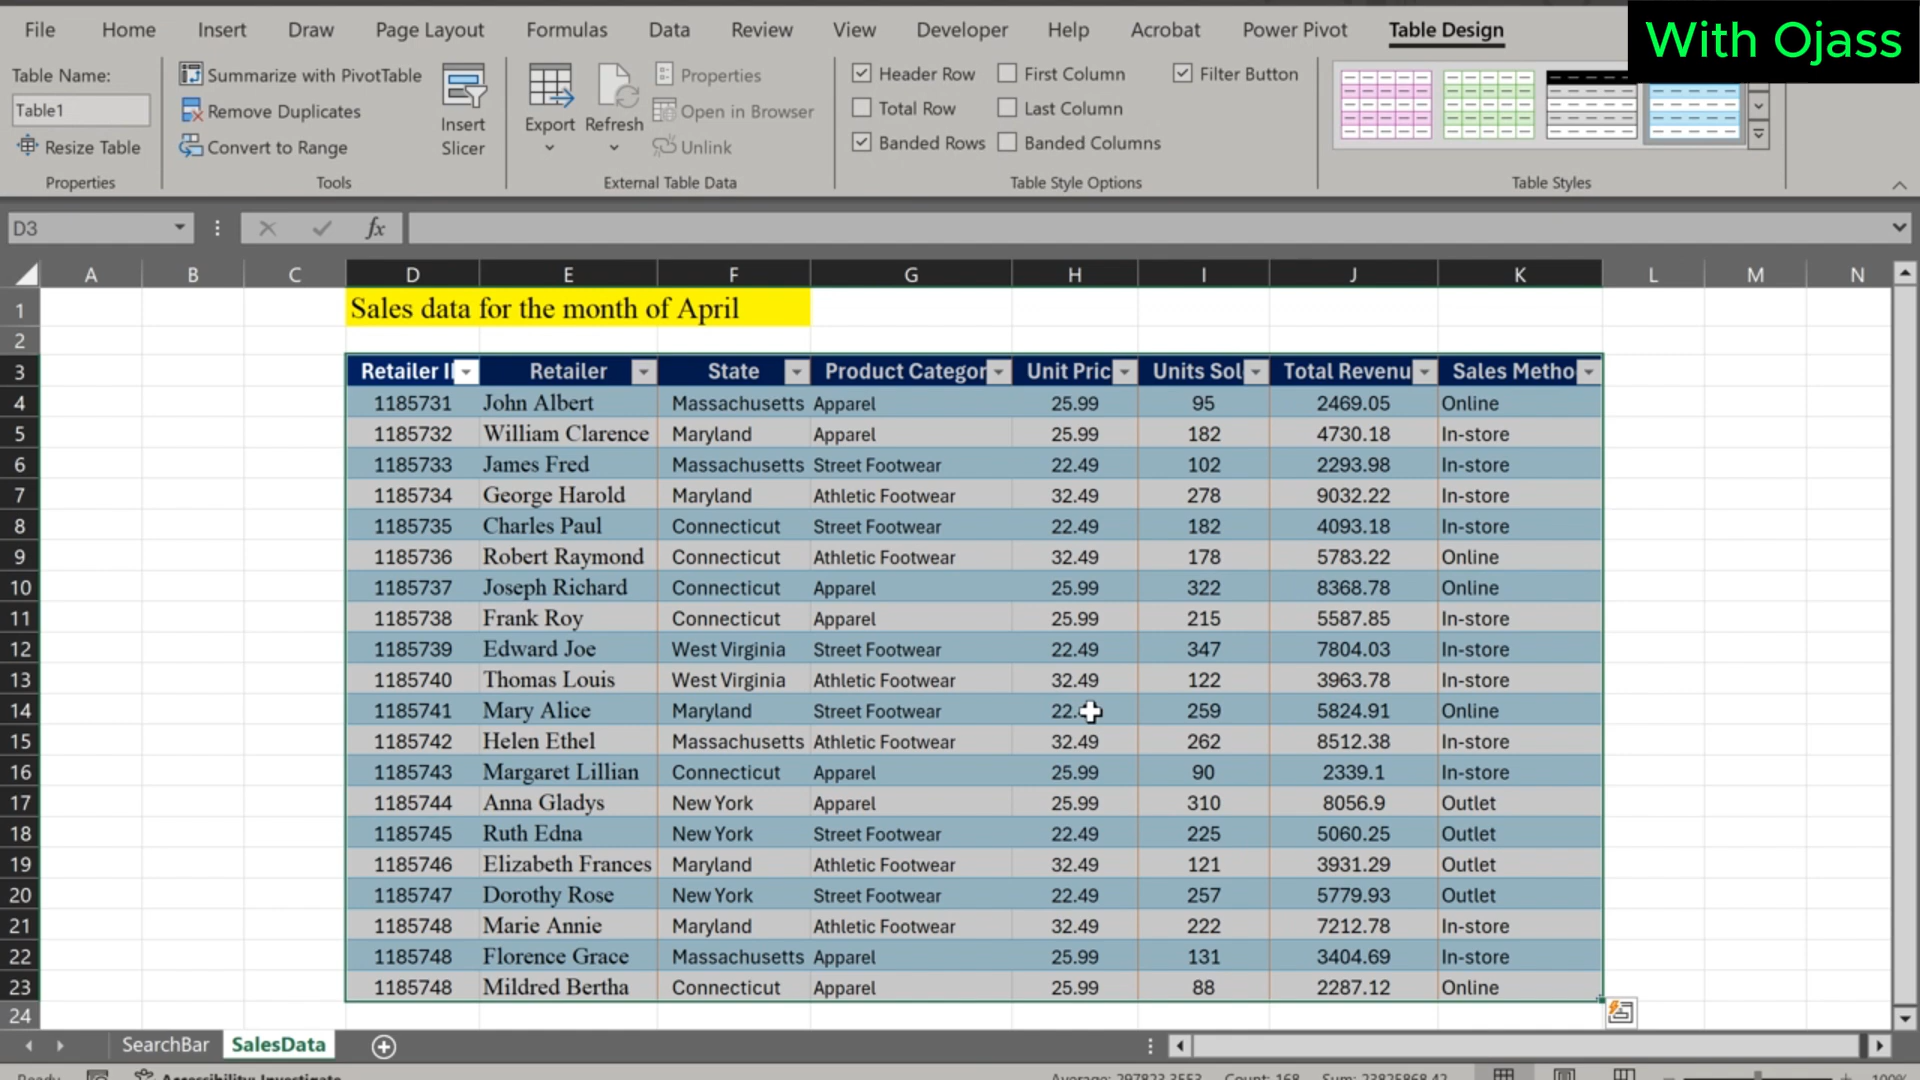 With Ojass
File Home Insert Draw Page Layout Formulas Data Review View Developer Help Acrobat Power Pivot Table Design
Table Name:
Table1
Resize Table
Properties
Summarize with PivotTable
Remove Duplicates
Convert to Range
Insert
Slicer
Tools
Export
Refresh
Properties
Open in Browser
Unlink
External Table Data
Header Row First Column Filter Button
Total Row Last Column
Banded Rows Banded Columns
Table Style Options
Table Styles
D3 fx
A B C D E F G H I J K L M N
1 Sales data for the month of April
2
3 Retailer I Retailer State Product Categor Unit Pric Units Sol Total Revenu Sales Metho
4 1185731 John Albert Massachusetts Apparel 25.99 95 2469.05 Online
5 1185732 William Clarence Maryland Apparel 25.99 182 4730.18 In-store
6 1185733 James Fred Massachusetts Street Footwear 22.49 102 2293.98 In-store
7 1185734 George Harold Maryland Athletic Footwear 32.49 278 9032.22 In-store
8 1185735 Charles Paul Connecticut Street Footwear 22.49 182 4093.18 In-store
9 1185736 Robert Raymond Connecticut Athletic Footwear 32.49 178 5783.22 Online
10 1185737 Joseph Richard Connecticut Apparel 25.99 322 8368.78 Online
11 1185738 Frank Roy Connecticut Apparel 25.99 215 5587.85 In-store
12 1185739 Edward Joe West Virginia Street Footwear 22.49 347 7804.03 In-store
13 1185740 Thomas Louis West Virginia Athletic Footwear 32.49 122 3963.78 In-store
14 1185741 Mary Alice Maryland Street Footwear 22. 259 5824.91 Online
15 1185742 Helen Ethel Massachusetts Athletic Footwear 32.49 262 8512.38 In-store
16 1185743 Margaret Lillian Connecticut Apparel 25.99 90 2339.1 In-store
17 1185744 Anna Gladys New York Apparel 25.99 310 8056.9 Outlet
18 1185745 Ruth Edna New York Street Footwear 22.49 225 5060.25 Outlet
19 1185746 Elizabeth Frances Maryland Athletic Footwear 32.49 121 3931.29 Outlet
20 1185747 Dorothy Rose New York Street Footwear 22.49 257 5779.93 Outlet
21 1185748 Marie Annie Maryland Athletic Footwear 32.49 222 7212.78 In-store
22 1185748 Florence Grace Massachusetts Apparel 25.99 131 3404.69 In-store
23 1185748 Mildred Bertha Connecticut Apparel 25.99 88 2287.12 Online
24
SearchBar SalesData
Ready Accessibility: Investigate Average: 297823.3553 Count: 168 Sum: 23825868.42 100%